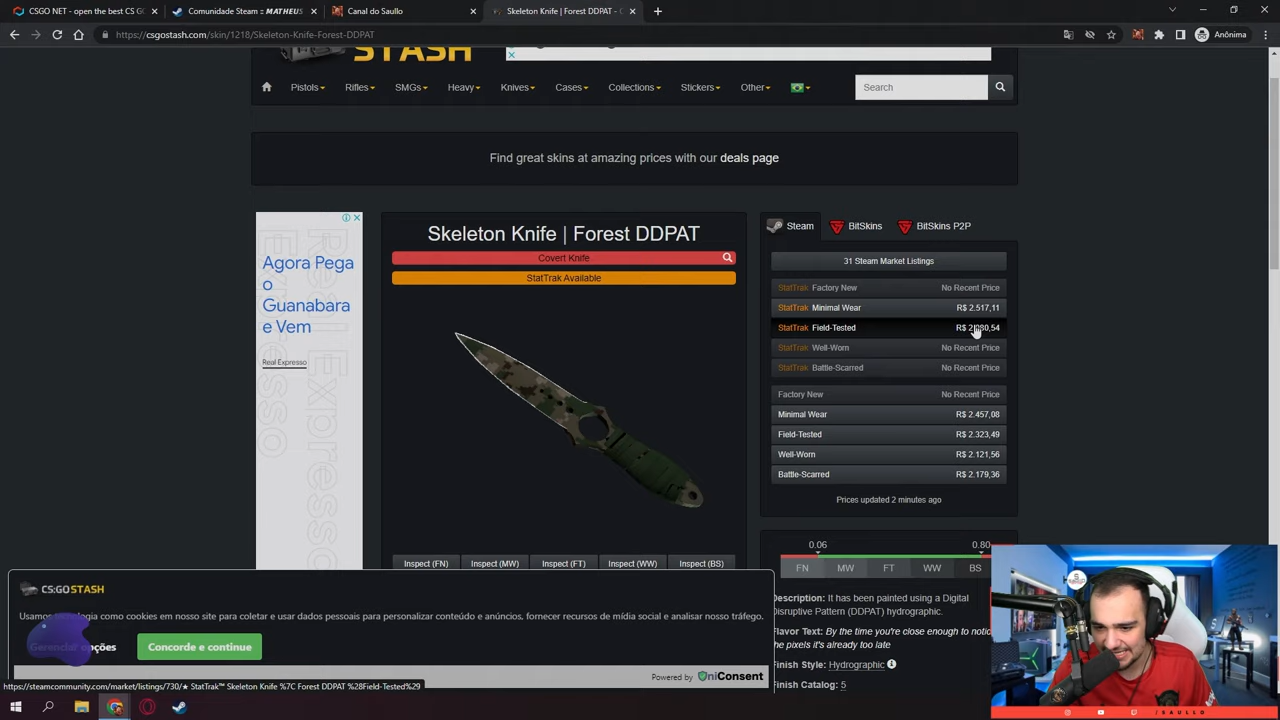 CSGO NET - open the best CS GO
Comunidade Steam :: MATHEUS
Canal do Saullo
Skeleton Knife | Forest DDPAT - C
https://csgostash.com/skin/1218/Skeleton-Knife-Forest-DDPAT
Anônima
STASH
Pistols Rifles SMGs Heavy Knives Cases Collections Stickers Other
Search
Find great skins at amazing prices with our deals page
Agora Pega
o
Guanabara
e Vem
Real Expresso
Skeleton Knife | Forest DDPAT
Covert Knife
StatTrak Available
Inspect (FN) Inspect (MW) Inspect (FT) Inspect (WW) Inspect (BS)
Steam BitSkins BitSkins P2P
31 Steam Market Listings
StatTrak Factory New No Recent Price
StatTrak Minimal Wear R$ 2.517,11
StatTrak Field-Tested R$
StatTrak Well-Worn No Recent Price
StatTrak Battle-Scarred No Recent Price
Factory New No Recent Price
Minimal Wear R$ 2.457,08
Field-Tested R$ 2.323,49
Well-Worn R$ 2.121,56
Battle-Scarred R$ 2.179,36
Prices updated 2 minutes ago
0.06 0.80
FN MW FT WW BS
Description: It has been painted using a Digital
Disruptive Pattern (DDPAT) hydrographic.
Flavor Text: By the time you're close enough to notice
the pixels it's already too late
Finish Style: Hydrographic
Finish Catalog: 5
CS:GO STASH
cookies em nosso site para coletar e usar dados pessoais para personalizar conteúdo e anúncios, fornecer recursos de mídia social e analisar nosso tráfego.
Gerenciar opções
Concorde e continue
Powered by UniConsent
https://steamcommunity.com/market/listings/730/★ StatTrak™ Skeleton Knife %7C Forest DDPAT %28Field-Tested%29
/SAULLO